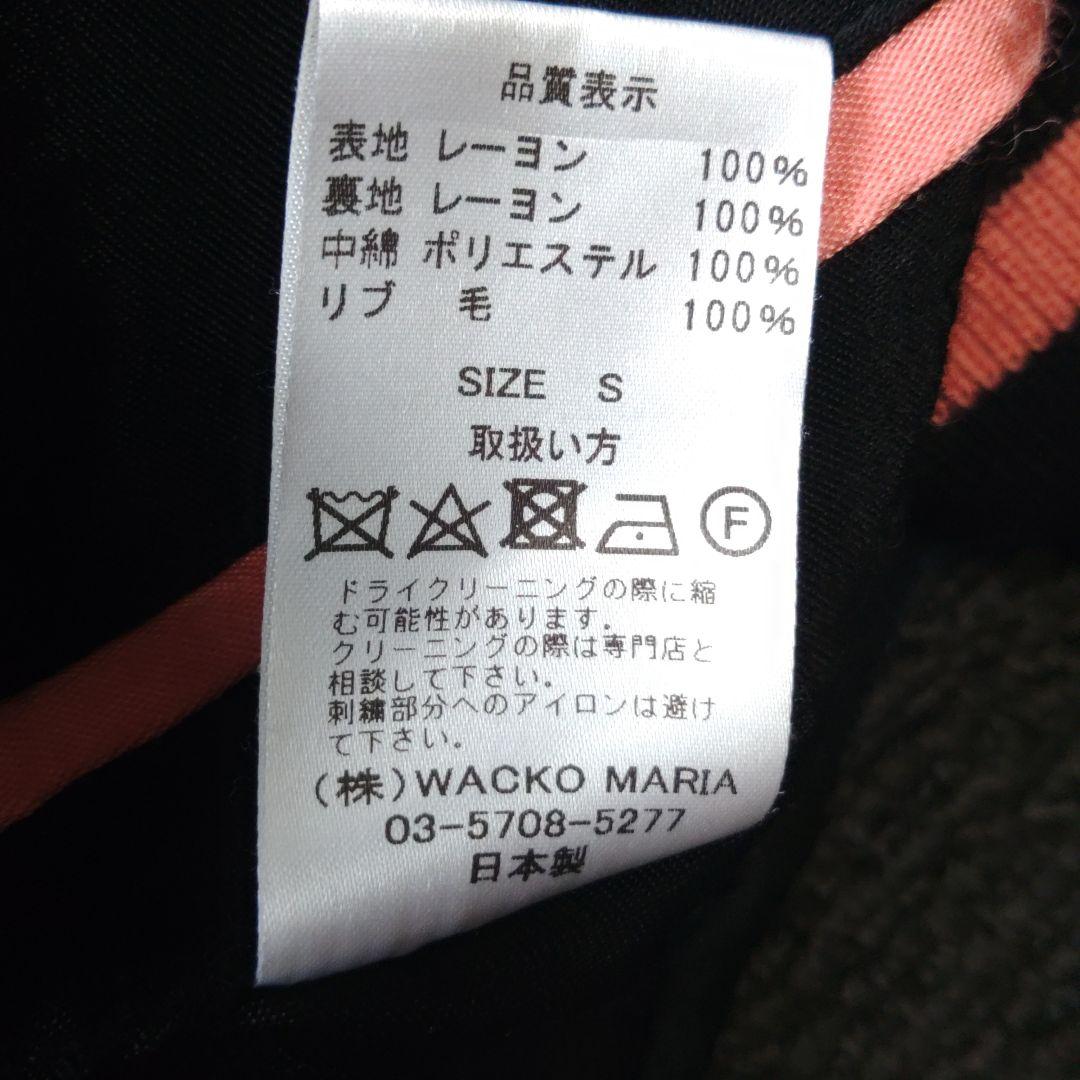 品質表示
表地 レーヨン 100%
裏地 レーヨン 100%
中綿 ポリエステル 100%
リブ 毛 100%
SIZE S
取扱い方
F
ドライクリーニングの際に縮
む可能性があります.
クリーニングの際は専門店と
相談して下さい.
刺繍部分へのアイロンは避け
て下さい.
(株)WACKO MARIA
03-5708-5277
日本製